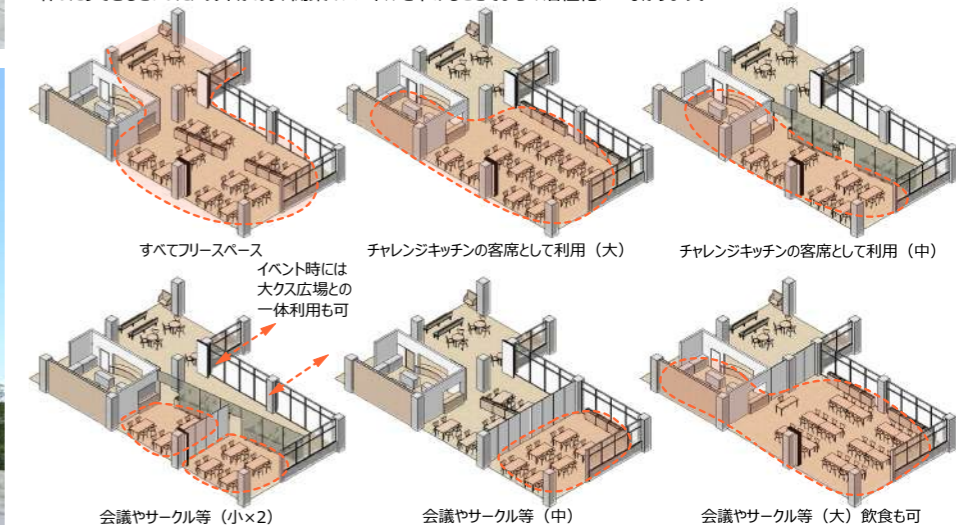 すべてフリースペース
チャレンジキッチンの客席として利用（大）
チャレンジキッチンの客席として利用（中）
イベント時には
大クス広場との
一体利用も可
会議やサークル等（小×2）
会議やサークル等（中）
会議やサークル等（大）飲食も可